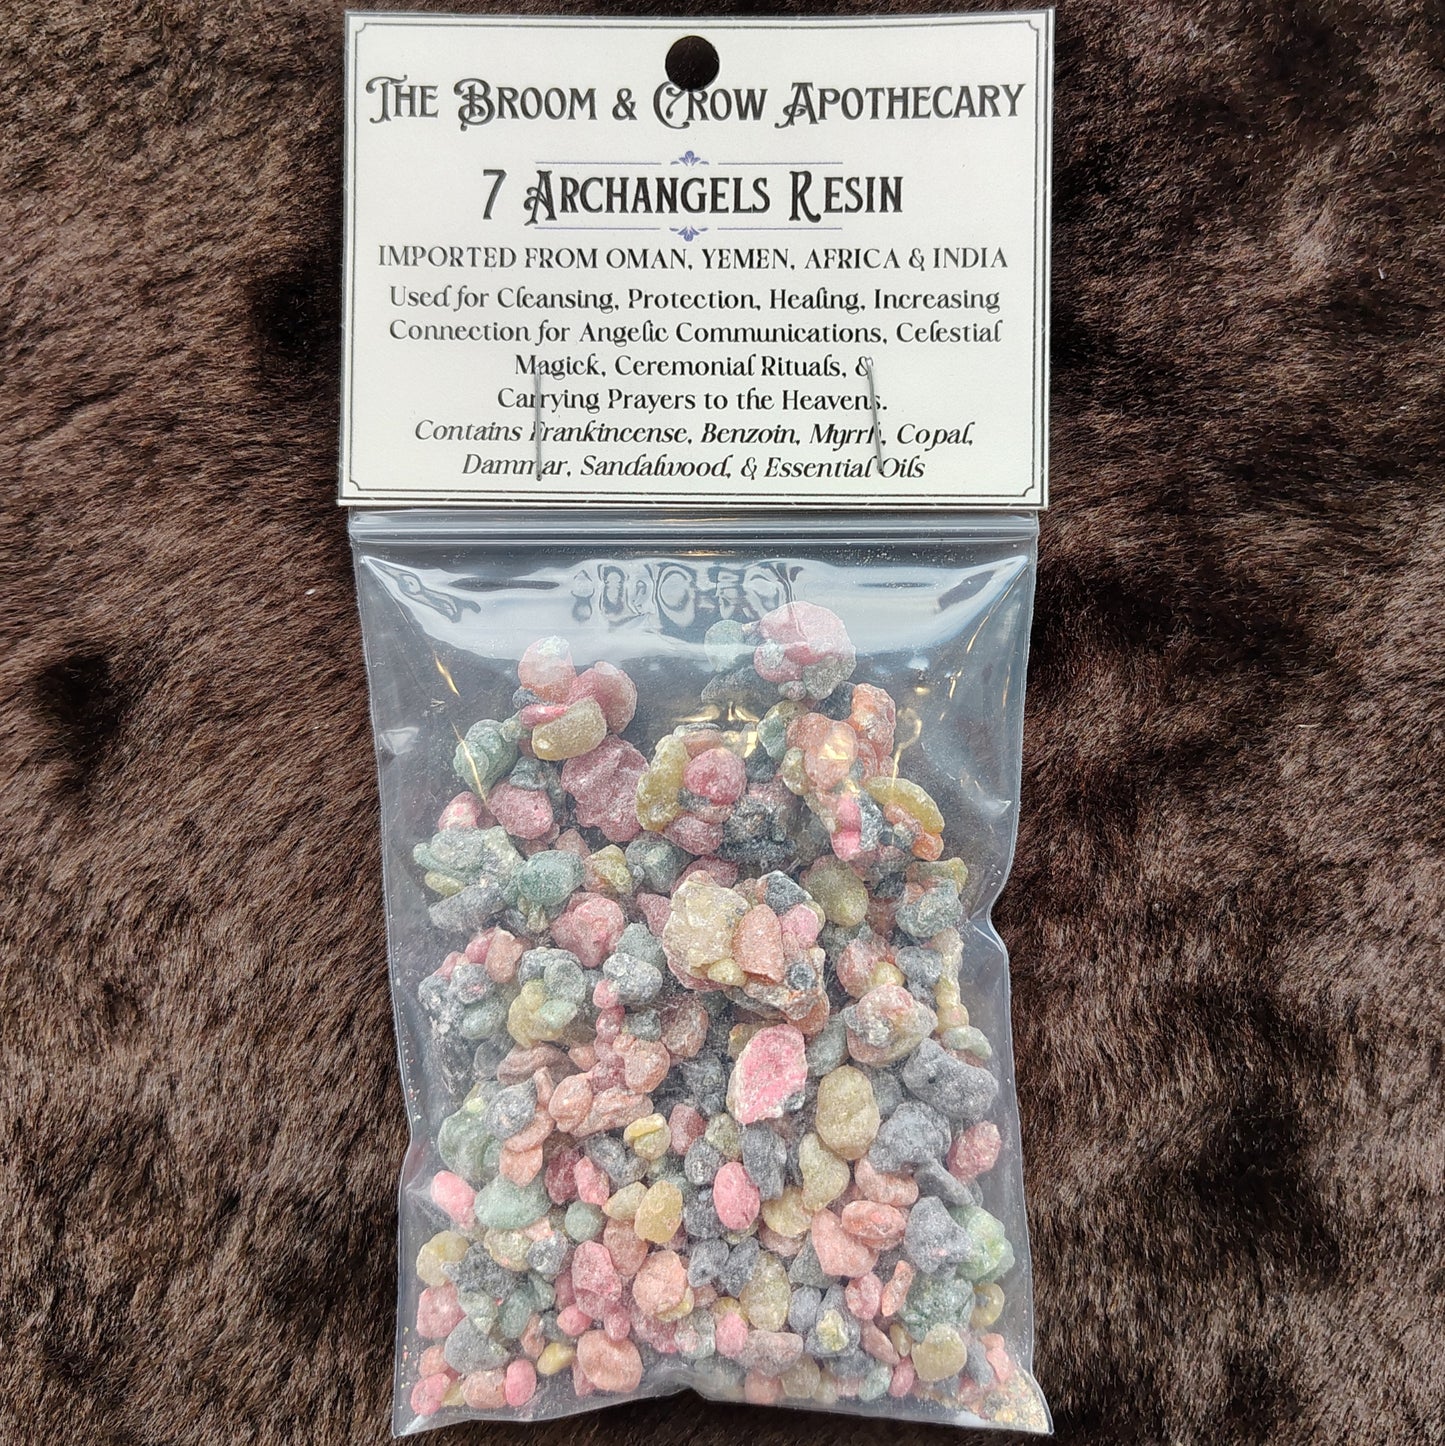 The Broom & Crow Apothecary
7 Archangels Resin
IMPORTED FROM OMAN, YEMEN, AFRICA & INDIA
Used for Cleansing, Protection, Healing, Increasing
Connection for Angelic Communications, Celestial
Magick, Ceremonial Rituals, &
Carrying Prayers to the Heavens.
Contains Frankincense, Benzoin, Myrrh, Copal,
Dammar, Sandalwood, & Essential Oils